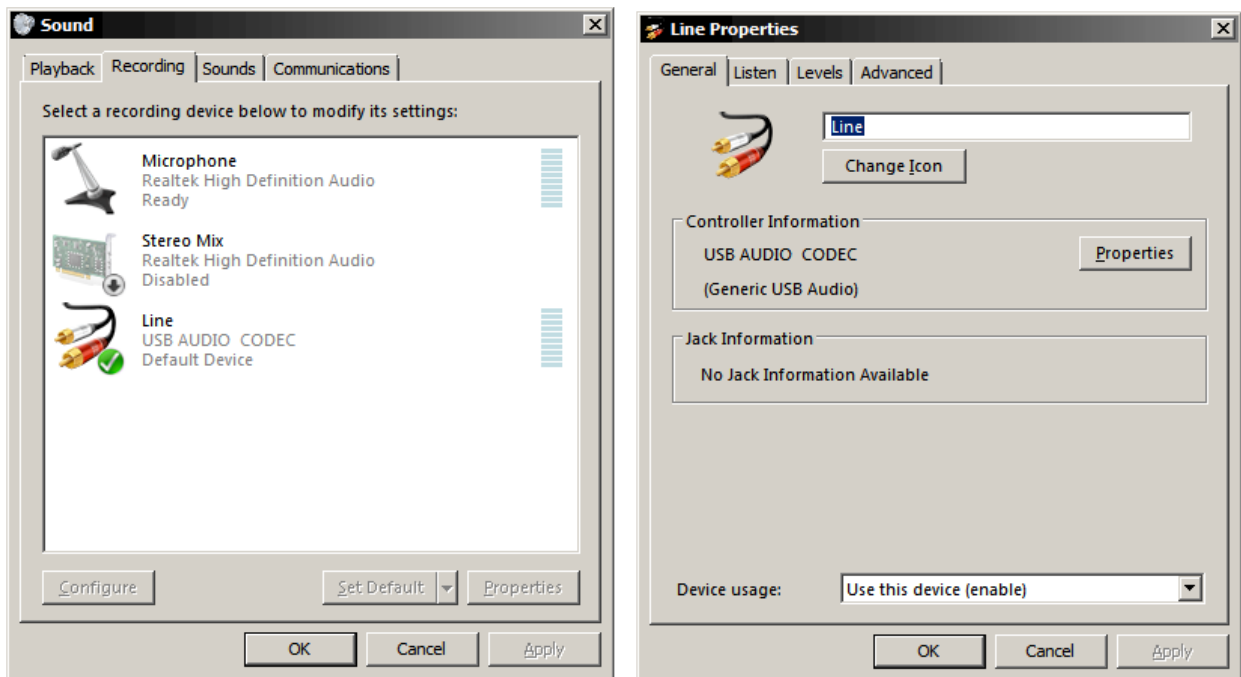 Sound
Playback Recording Sounds Communications
Select a recording device below to modify its settings:
Microphone
Realtek High Definition Audio
Ready
Stereo Mix
Realtek High Definition Audio
Disabled
Line
USB AUDIO  CODEC
Default Device
Configure Set Default Properties
OK Cancel Apply
Line Properties
General Listen Levels Advanced
Line
Change Icon
Controller Information
USB AUDIO  CODEC Properties
(Generic USB Audio)
Jack Information
No Jack Information Available
Device usage: Use this device (enable)
OK Cancel Apply